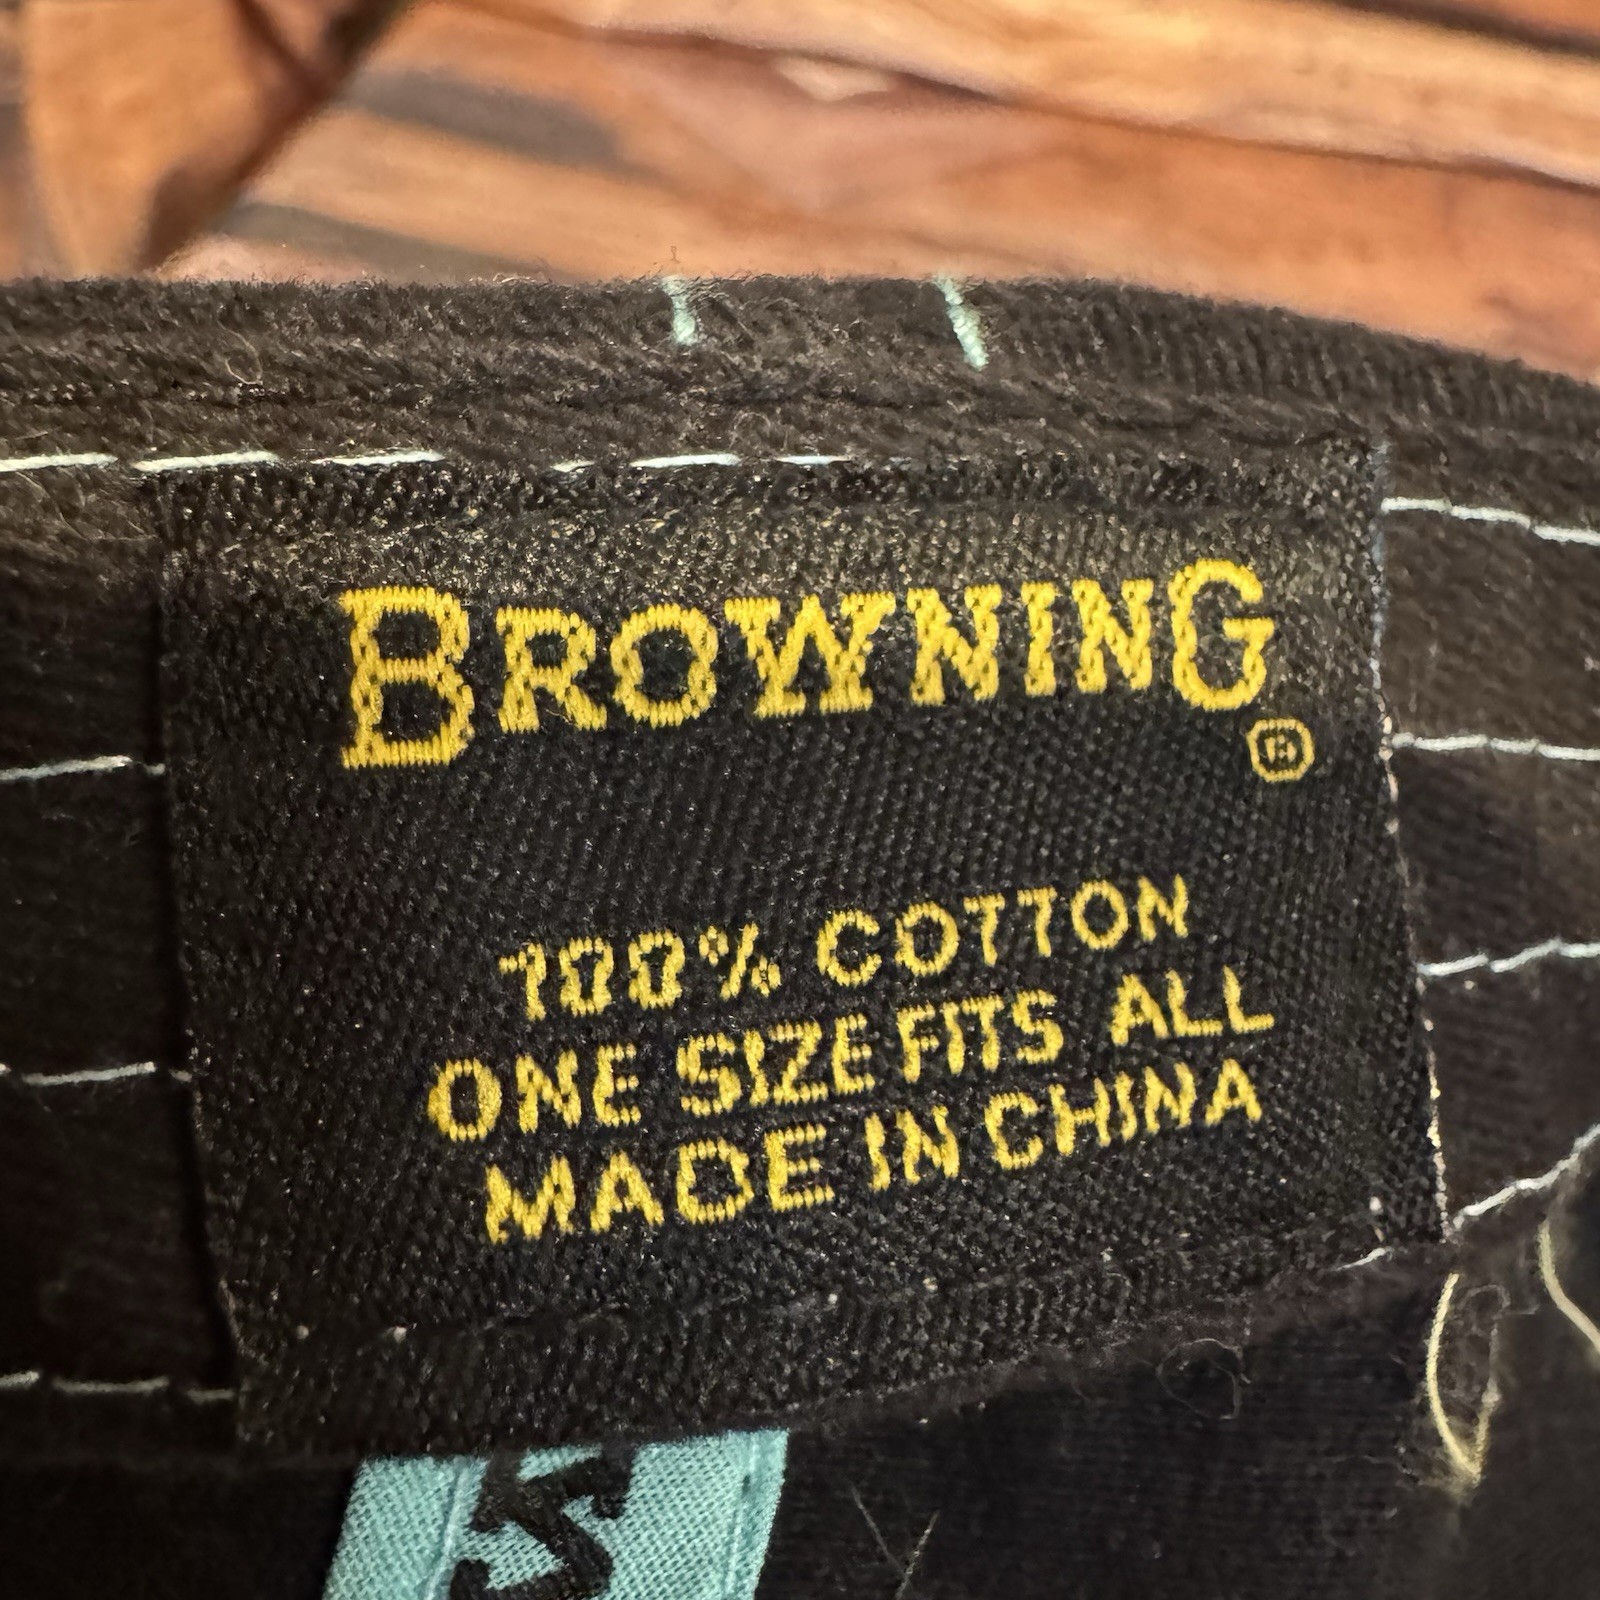 BROWNING
®
100% COTTON
ONE SIZE FITS ALL
MADE IN CHINA